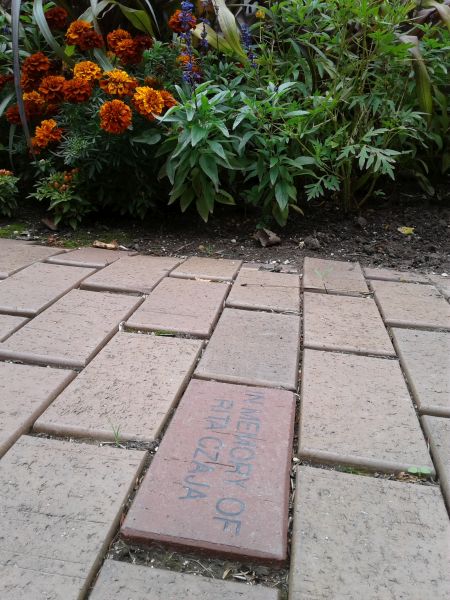 IN MEMORY OF
RITA CZAJA